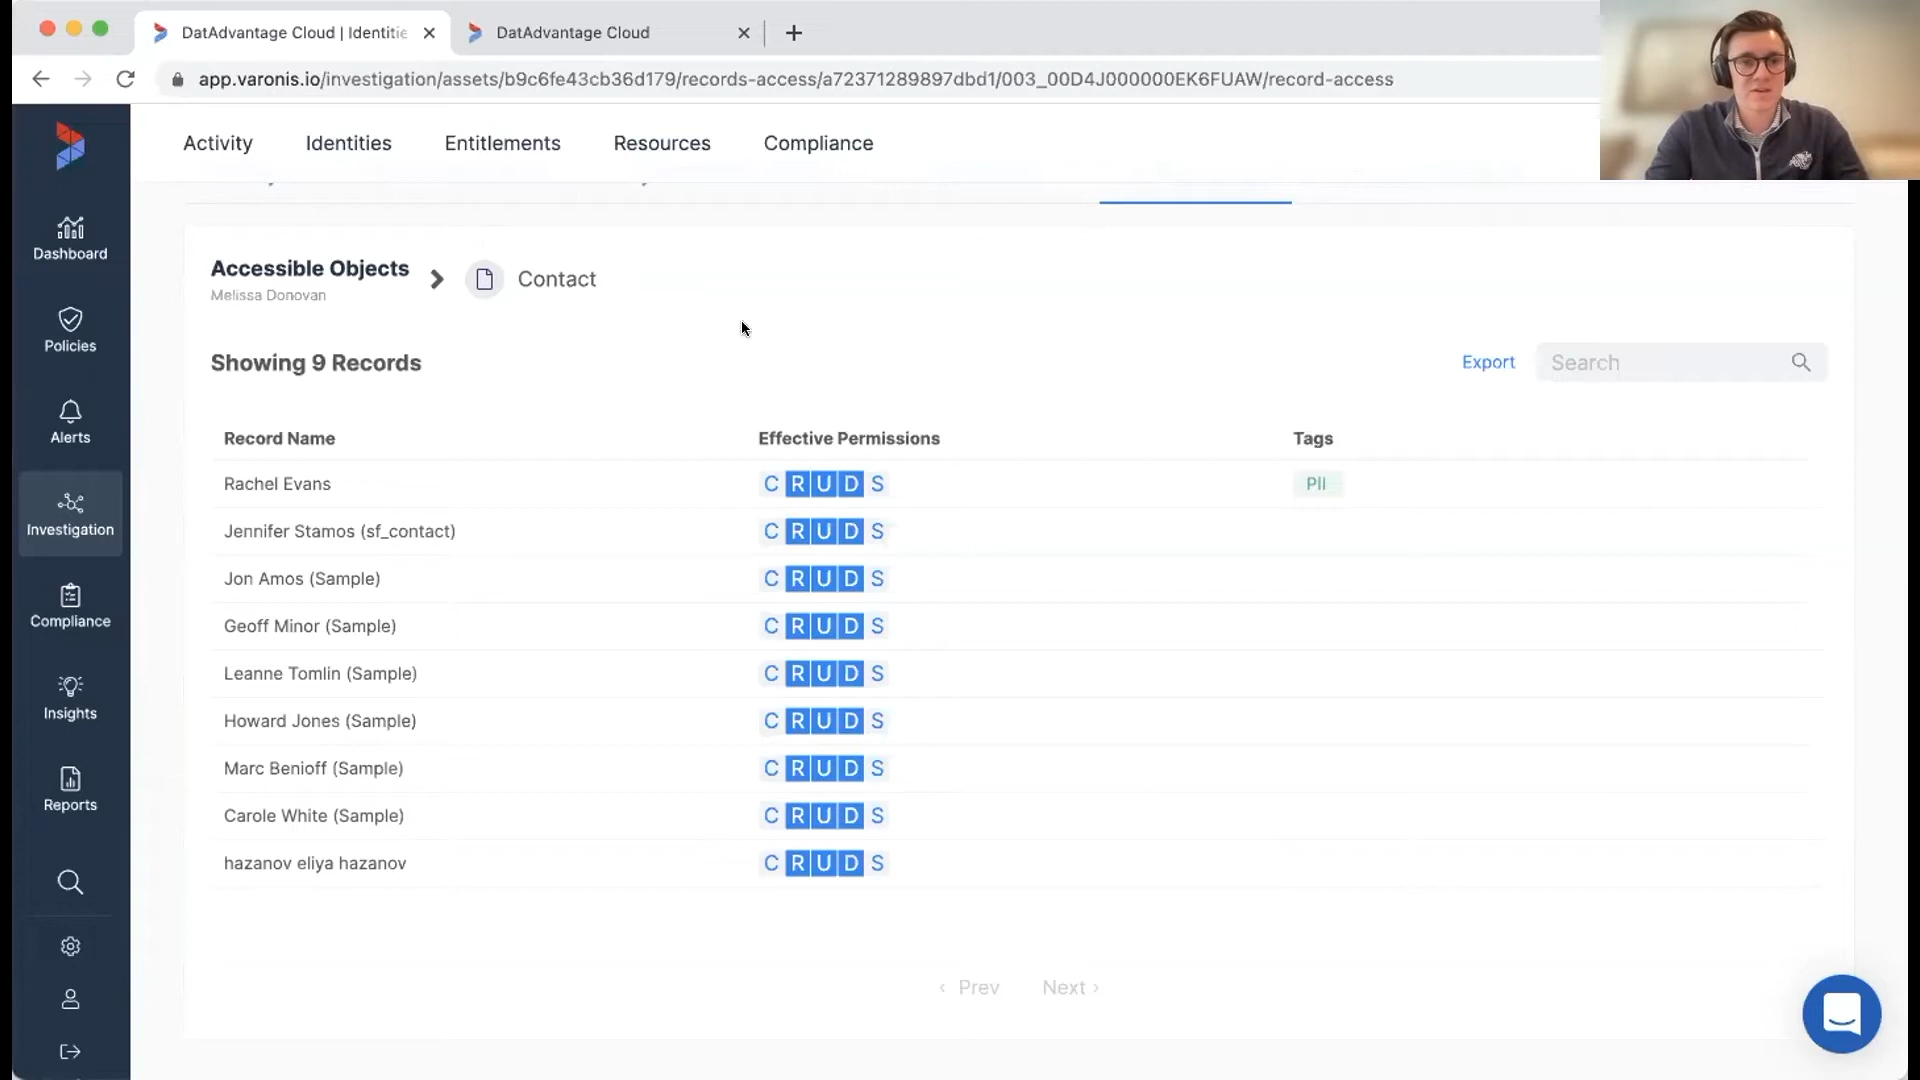 DatAdvantage Cloud | Identitie
DatAdvantage Cloud
app.varonis.io/investigation/assets/b9c6fe43cb36d179/records-access/a72371289897dbd1/003_00D4J000000EK6FUAW/record-access
Activity
Identities
Entitlements
Resources
Compliance
Dashboard
Policies
Alerts
Investigation
Compliance
Insights
Reports
Accessible Objects
Melissa Donovan
Contact
Showing 9 Records
Export
Search
Record Name Effective Permissions Tags
Rachel Evans C R U D S PII
Jennifer Stamos (sf_contact) C R U D S
Jon Amos (Sample) C R U D S
Geoff Minor (Sample) C R U D S
Leanne Tomlin (Sample) C R U D S
Howard Jones (Sample) C R U D S
Marc Benioff (Sample) C R U D S
Carole White (Sample) C R U D S
hazanov eliya hazanov C R U D S
‹ Prev Next ›